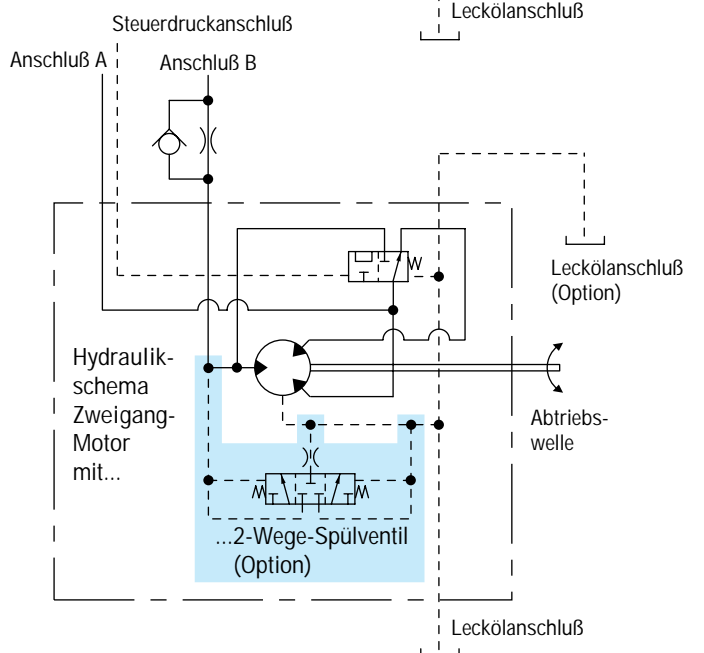 Leckölanschluß
Steuerdruckanschluß
Anschluß A
Anschluß B
Leckölanschluß
(Option)
Hydraulik-
schema
Zweigang-
Motor
mit...
Abtriebs-
welle
...2-Wege-Spülventil
(Option)
Leckölanschluß